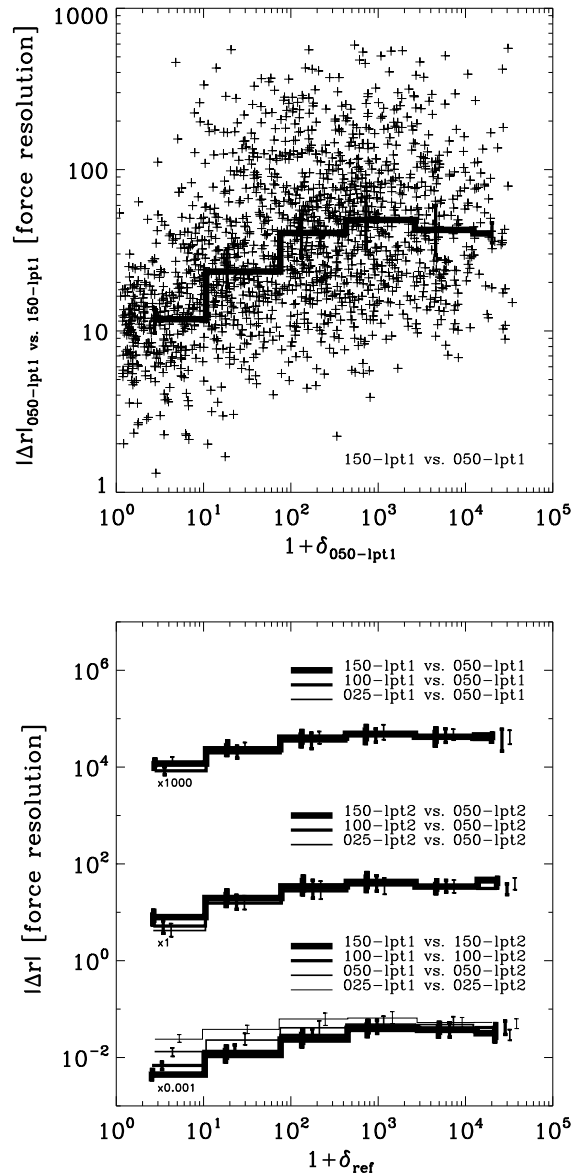 1000
100
10
1
|Δr|050-lpt1 vs. 150-lpt1 [force resolution]
150-lpt1 vs. 050-lpt1
10^0 10^1 10^2 10^3 10^4 10^5
1+δ050-lpt1
10^6
10^4
10^2
10^0
10^-2
|Δr| [force resolution]
150-lpt1 vs. 050-lpt1
100-lpt1 vs. 050-lpt1
025-lpt1 vs. 050-lpt1
x1000
150-lpt2 vs. 050-lpt2
100-lpt2 vs. 050-lpt2
025-lpt2 vs. 050-lpt2
x1
150-lpt1 vs. 150-lpt2
100-lpt1 vs. 100-lpt2
050-lpt1 vs. 050-lpt2
025-lpt1 vs. 025-lpt2
x0.001
10^0 10^1 10^2 10^3 10^4 10^5
1+δref